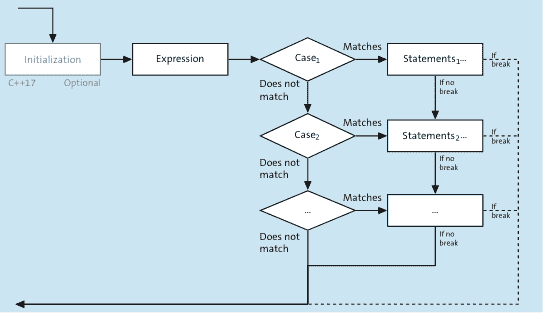 Initialization
C++17 Optional
Expression
Case1
Matches
Statements1...
If
break
Does not
match
If no
break
Case2
Matches
Statements2...
If
break
Does not
match
If no
break
...
Matches
...
If
break
Does not
match
If no
break